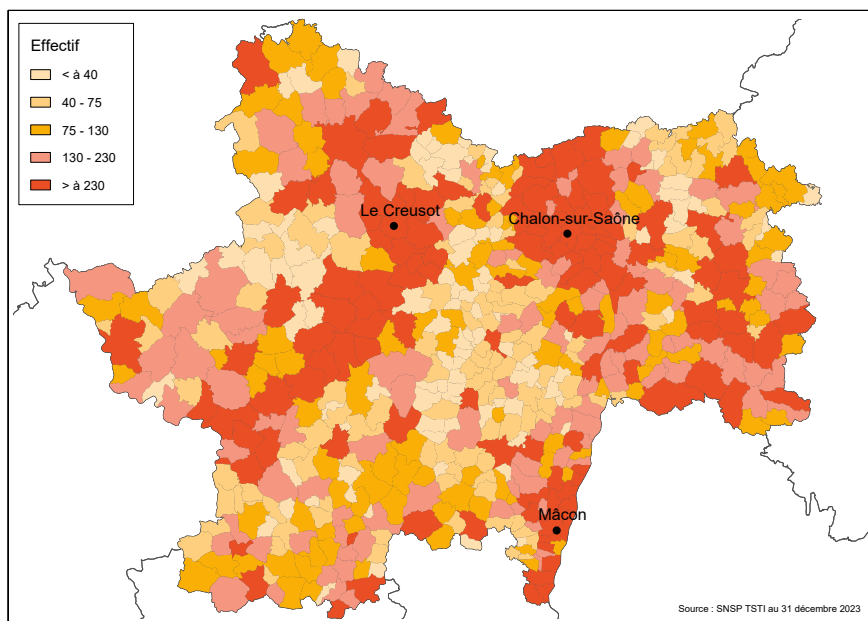 Effectif
< à 40
40 - 75
75 - 130
130 - 230
> à 230
Le Creusot
Chalon-sur-Saône
Mâcon
Source : SNSP TSTI au 31 décembre 2023